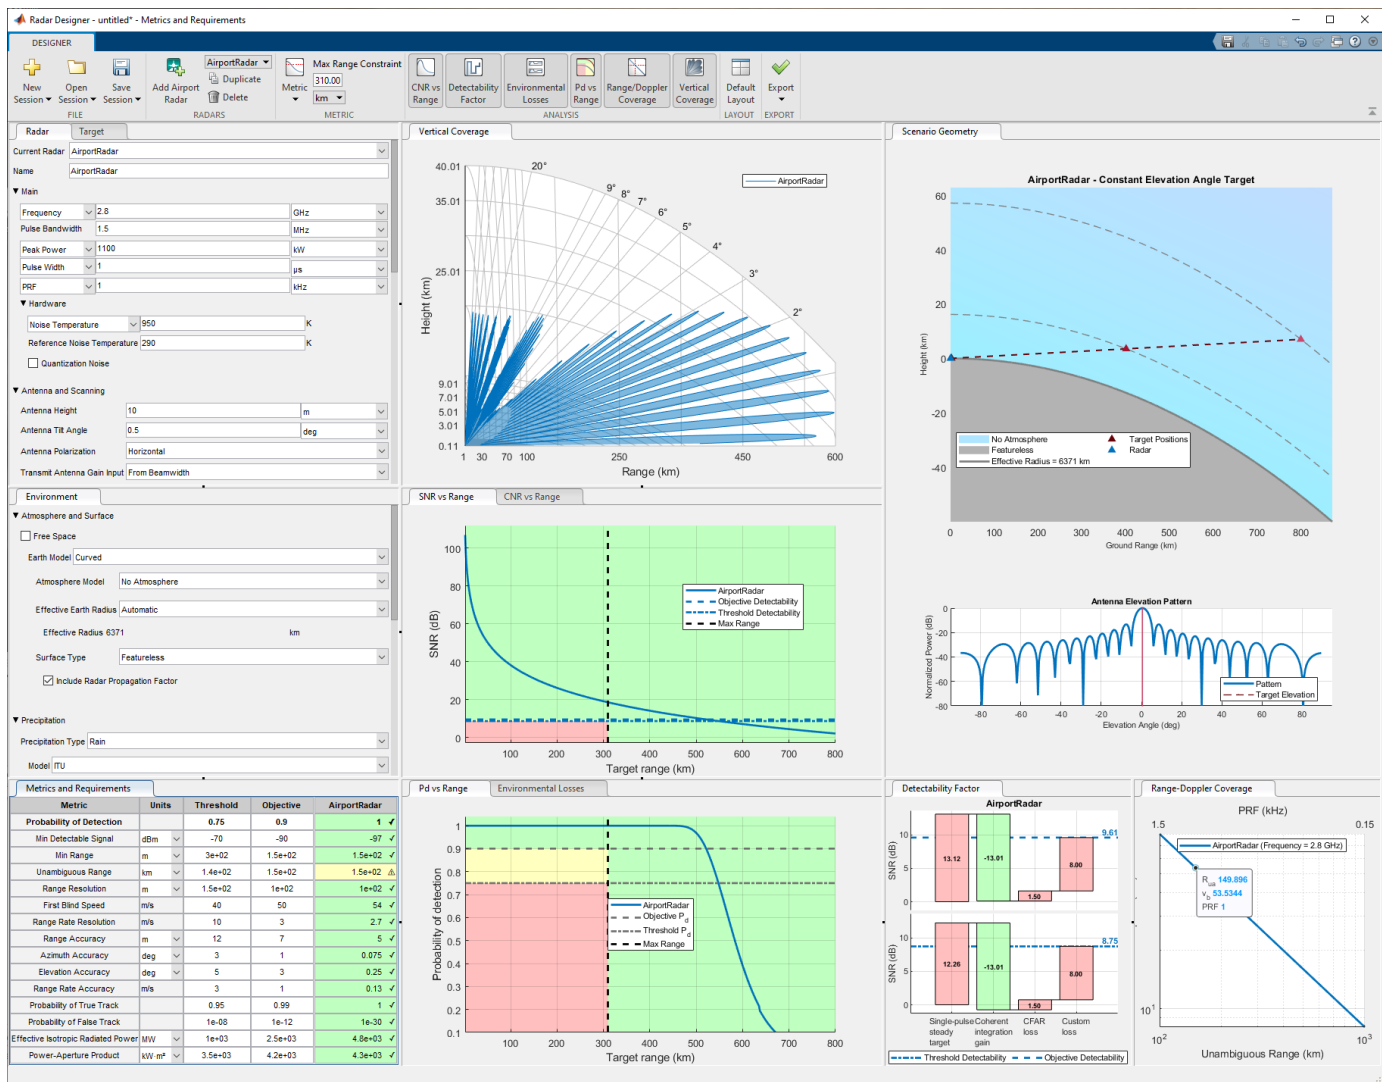 Radar Designer - untitled* - Metrics and Requirements
DESIGNER
New Session
Open Session
Save Session
FILE
Add Airport Radar
AirportRadar
Duplicate
Delete
RADARS
Metric
Max Range Constraint
310.00
km
METRIC
CNR vs Range
Detectability Factor
Environmental Losses
Pd vs Range
Range/Doppler Coverage
Vertical Coverage
ANALYSIS
Default Layout
LAYOUT
Export
EXPORT
Radar Target
Current Radar AirportRadar
Name AirportRadar
Main
Frequency 2.8 GHz
Pulse Bandwidth 1.5 MHz
Peak Power 1100 kW
Pulse Width 1 µs
PRF 1 kHz
Hardware
Noise Temperature 950 K
Reference Noise Temperature 290 K
Quantization Noise
Antenna and Scanning
Antenna Height 10 m
Antenna Tilt Angle 0.5 deg
Antenna Polarization Horizontal
Transmit Antenna Gain Input From Beamwidth
Environment
Atmosphere and Surface
Free Space
Earth Model Curved
Atmosphere Model No Atmosphere
Effective Earth Radius Automatic
Effective Radius 6371 km
Surface Type Featureless
Include Radar Propagation Factor
Precipitation
Precipitation Type Rain
Model ITU
Metrics and Requirements
Metric Units Threshold Objective AirportRadar
Probability of Detection 0.75 0.9 1 ✓
Min Detectable Signal dBm -70 -90 -97 ✓
Min Range m 3e+02 1.5e+02 1.5e+02 ✓
Unambiguous Range km 1.4e+02 1.5e+02 1.5e+02 ⚠
Range Resolution m 1.5e+02 1e+02 1e+02 ✓
First Blind Speed m/s 40 50 54 ✓
Range Rate Resolution m/s 10 3 2.7 ✓
Range Accuracy m 12 7 5 ✓
Azimuth Accuracy deg 3 1 0.075 ✓
Elevation Accuracy deg 5 3 0.25 ✓
Range Rate Accuracy m/s 3 1 0.13 ✓
Probability of True Track 0.95 0.99 1 ✓
Probability of False Track 1e-08 1e-12 1e-30 ✓
Effective Isotropic Radiated Power MW 1e+03 2.5e+03 4.8e+03 ✓
Power-Aperture Product kW·m² 3.5e+03 4.2e+03 4.3e+03 ✓
Vertical Coverage
40.01
35.01
25.01
9.01
7.01
5.01
3.01
0.11
Height (km)
20°
9°
8°
7°
6°
5°
4°
3°
2°
AirportRadar
1 30 70 100 250 450 600
Range (km)
SNR vs Range CNR vs Range
100
80
60
40
20
0
SNR (dB)
AirportRadar
Objective Detectability
Threshold Detectability
Max Range
100 200 300 400 500 600 700 800
Target range (km)
Pd vs Range Environmental Losses
1
0.9
0.8
0.7
0.6
0.5
0.4
0.3
0.2
0.1
Probability of detection
AirportRadar
Objective Pd
Threshold Pd
Max Range
100 200 300 400 500 600 700 800
Target range (km)
Scenario Geometry
AirportRadar - Constant Elevation Angle Target
60
40
20
0
-20
-40
Height (km)
No Atmosphere
Featureless
Effective Radius = 6371 km
Target Positions
Radar
0 100 200 300 400 500 600 700 800
Ground Range (km)
Antenna Elevation Pattern
0
-20
-40
-60
-80
Normalized Power (dB)
Pattern
Target Elevation
-80 -60 -40 -20 0 20 40 60 80
Elevation Angle (deg)
Detectability Factor
AirportRadar
10
5
0
SNR (dB)
13.12
-13.01
1.50
8.00
9.61
10
5
0
SNR (dB)
12.26
-13.01
1.50
8.00
8.75
Single-pulse steady target
Coherent integration gain
CFAR loss
Custom loss
Threshold Detectability Objective Detectability
Range-Doppler Coverage
PRF (kHz)
1.5 0.15
AirportRadar (Frequency = 2.8 GHz)
Rua 149.896
vb 53.5344
PRF 1
10¹
10² 10³
Unambiguous Range (km)